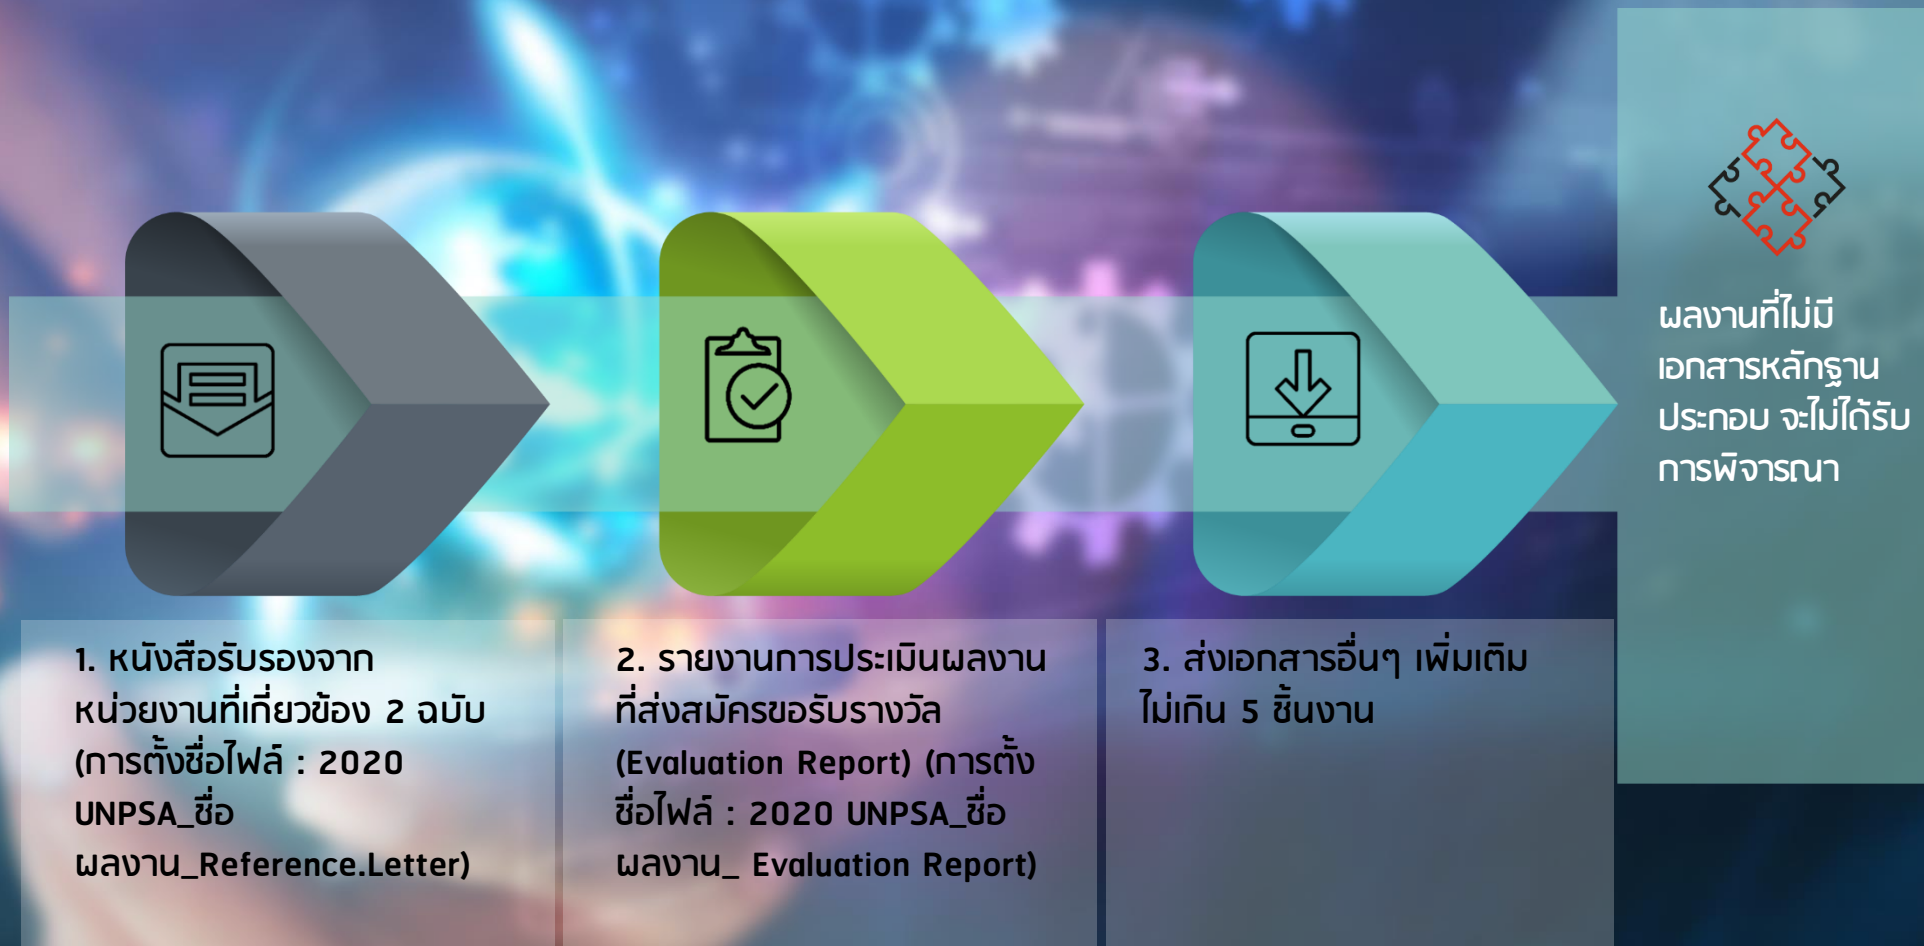 1. หนังสือรับรองจาก
หน่วยงานที่เกี่ยวข้อง 2 ฉบับ
(การตั้งชื่อไฟล์ : 2020
UNPSA_ชื่อ
ผลงาน_Reference.Letter)
2. รายงานการประเมินผลงาน
ที่ส่งสมัครขอรับรางวัล
(Evaluation Report) (การตั้ง
ชื่อไฟล์ : 2020 UNPSA_ชื่อ
ผลงาน_ Evaluation Report)
3. ส่งเอกสารอื่นๆ เพิ่มเติม
ไม่เกิน 5 ชิ้นงาน
ผลงานที่ไม่มี
เอกสารหลักฐาน
ประกอบ จะไม่ได้รับ
การพิจารณา